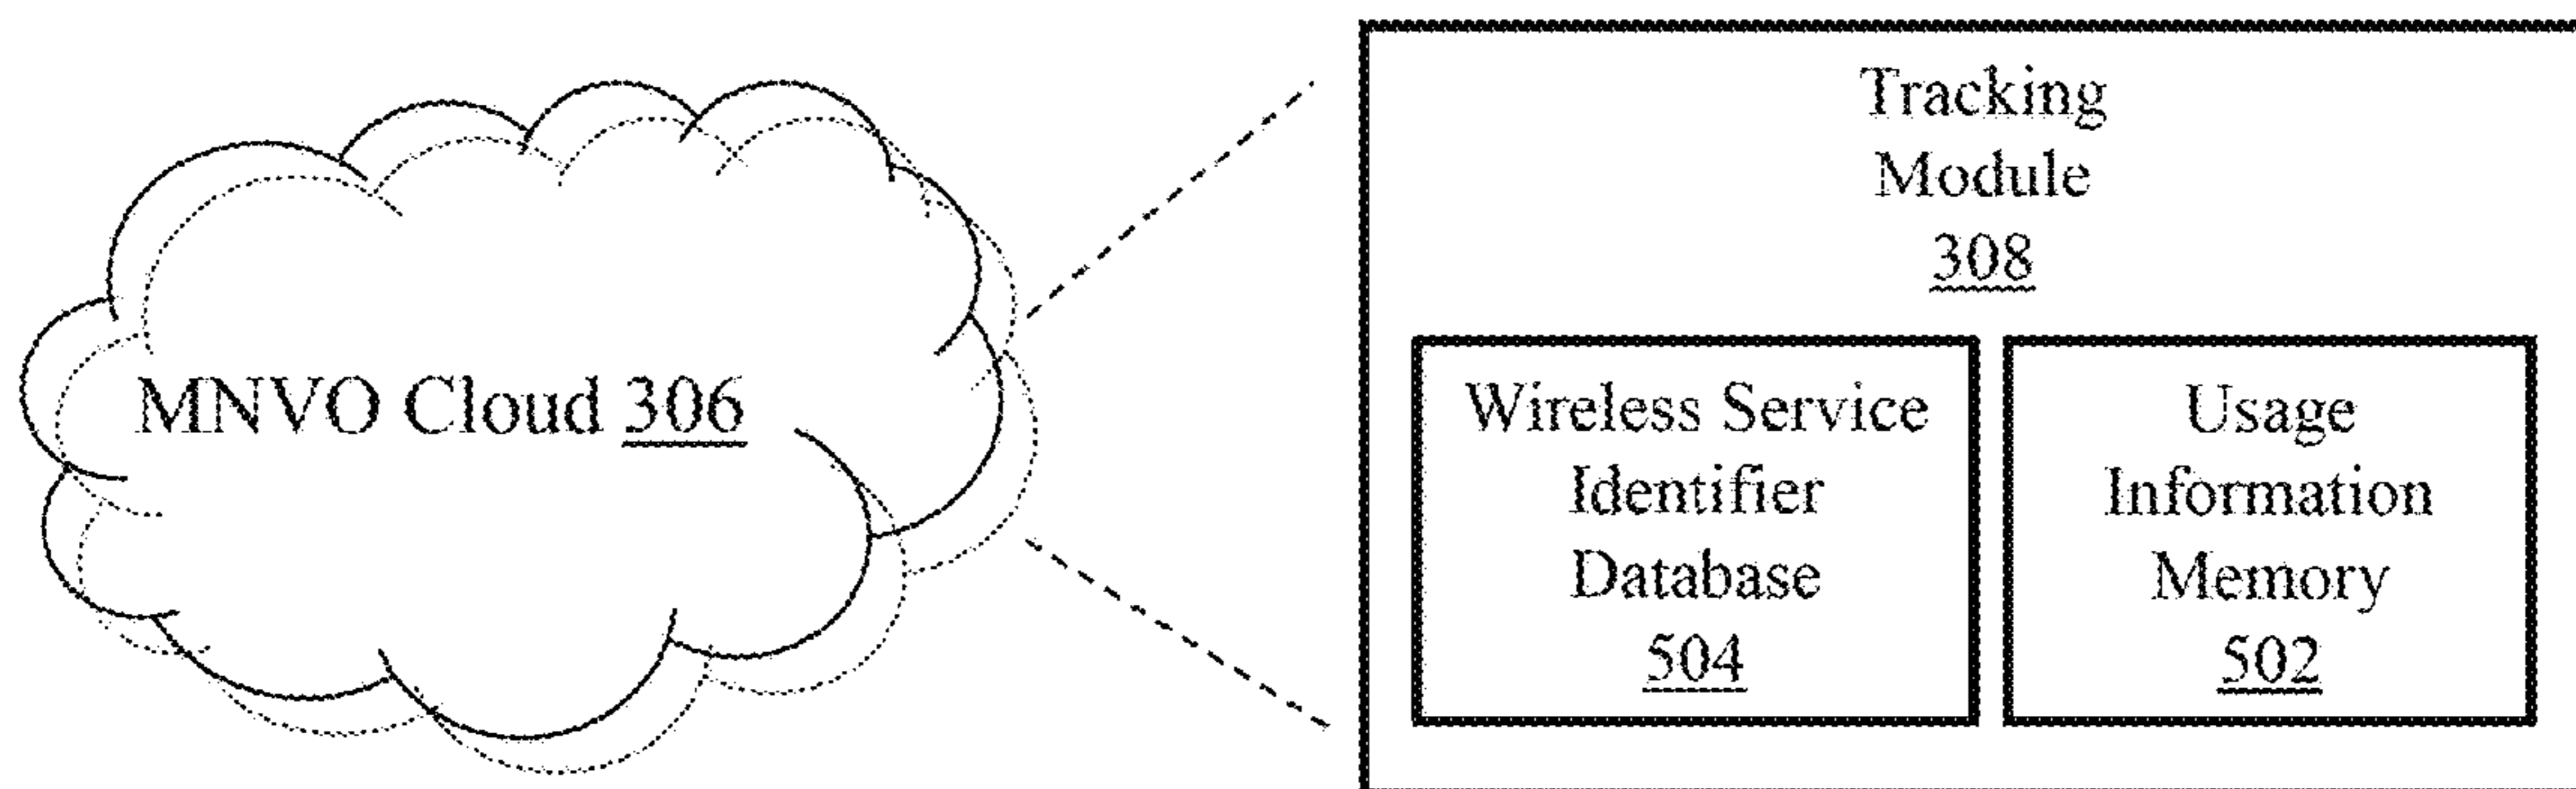 MNVO Cloud 306
Tracking
Module
308
Wireless Service
Identifier
Database
504
Usage
Information
Memory
502